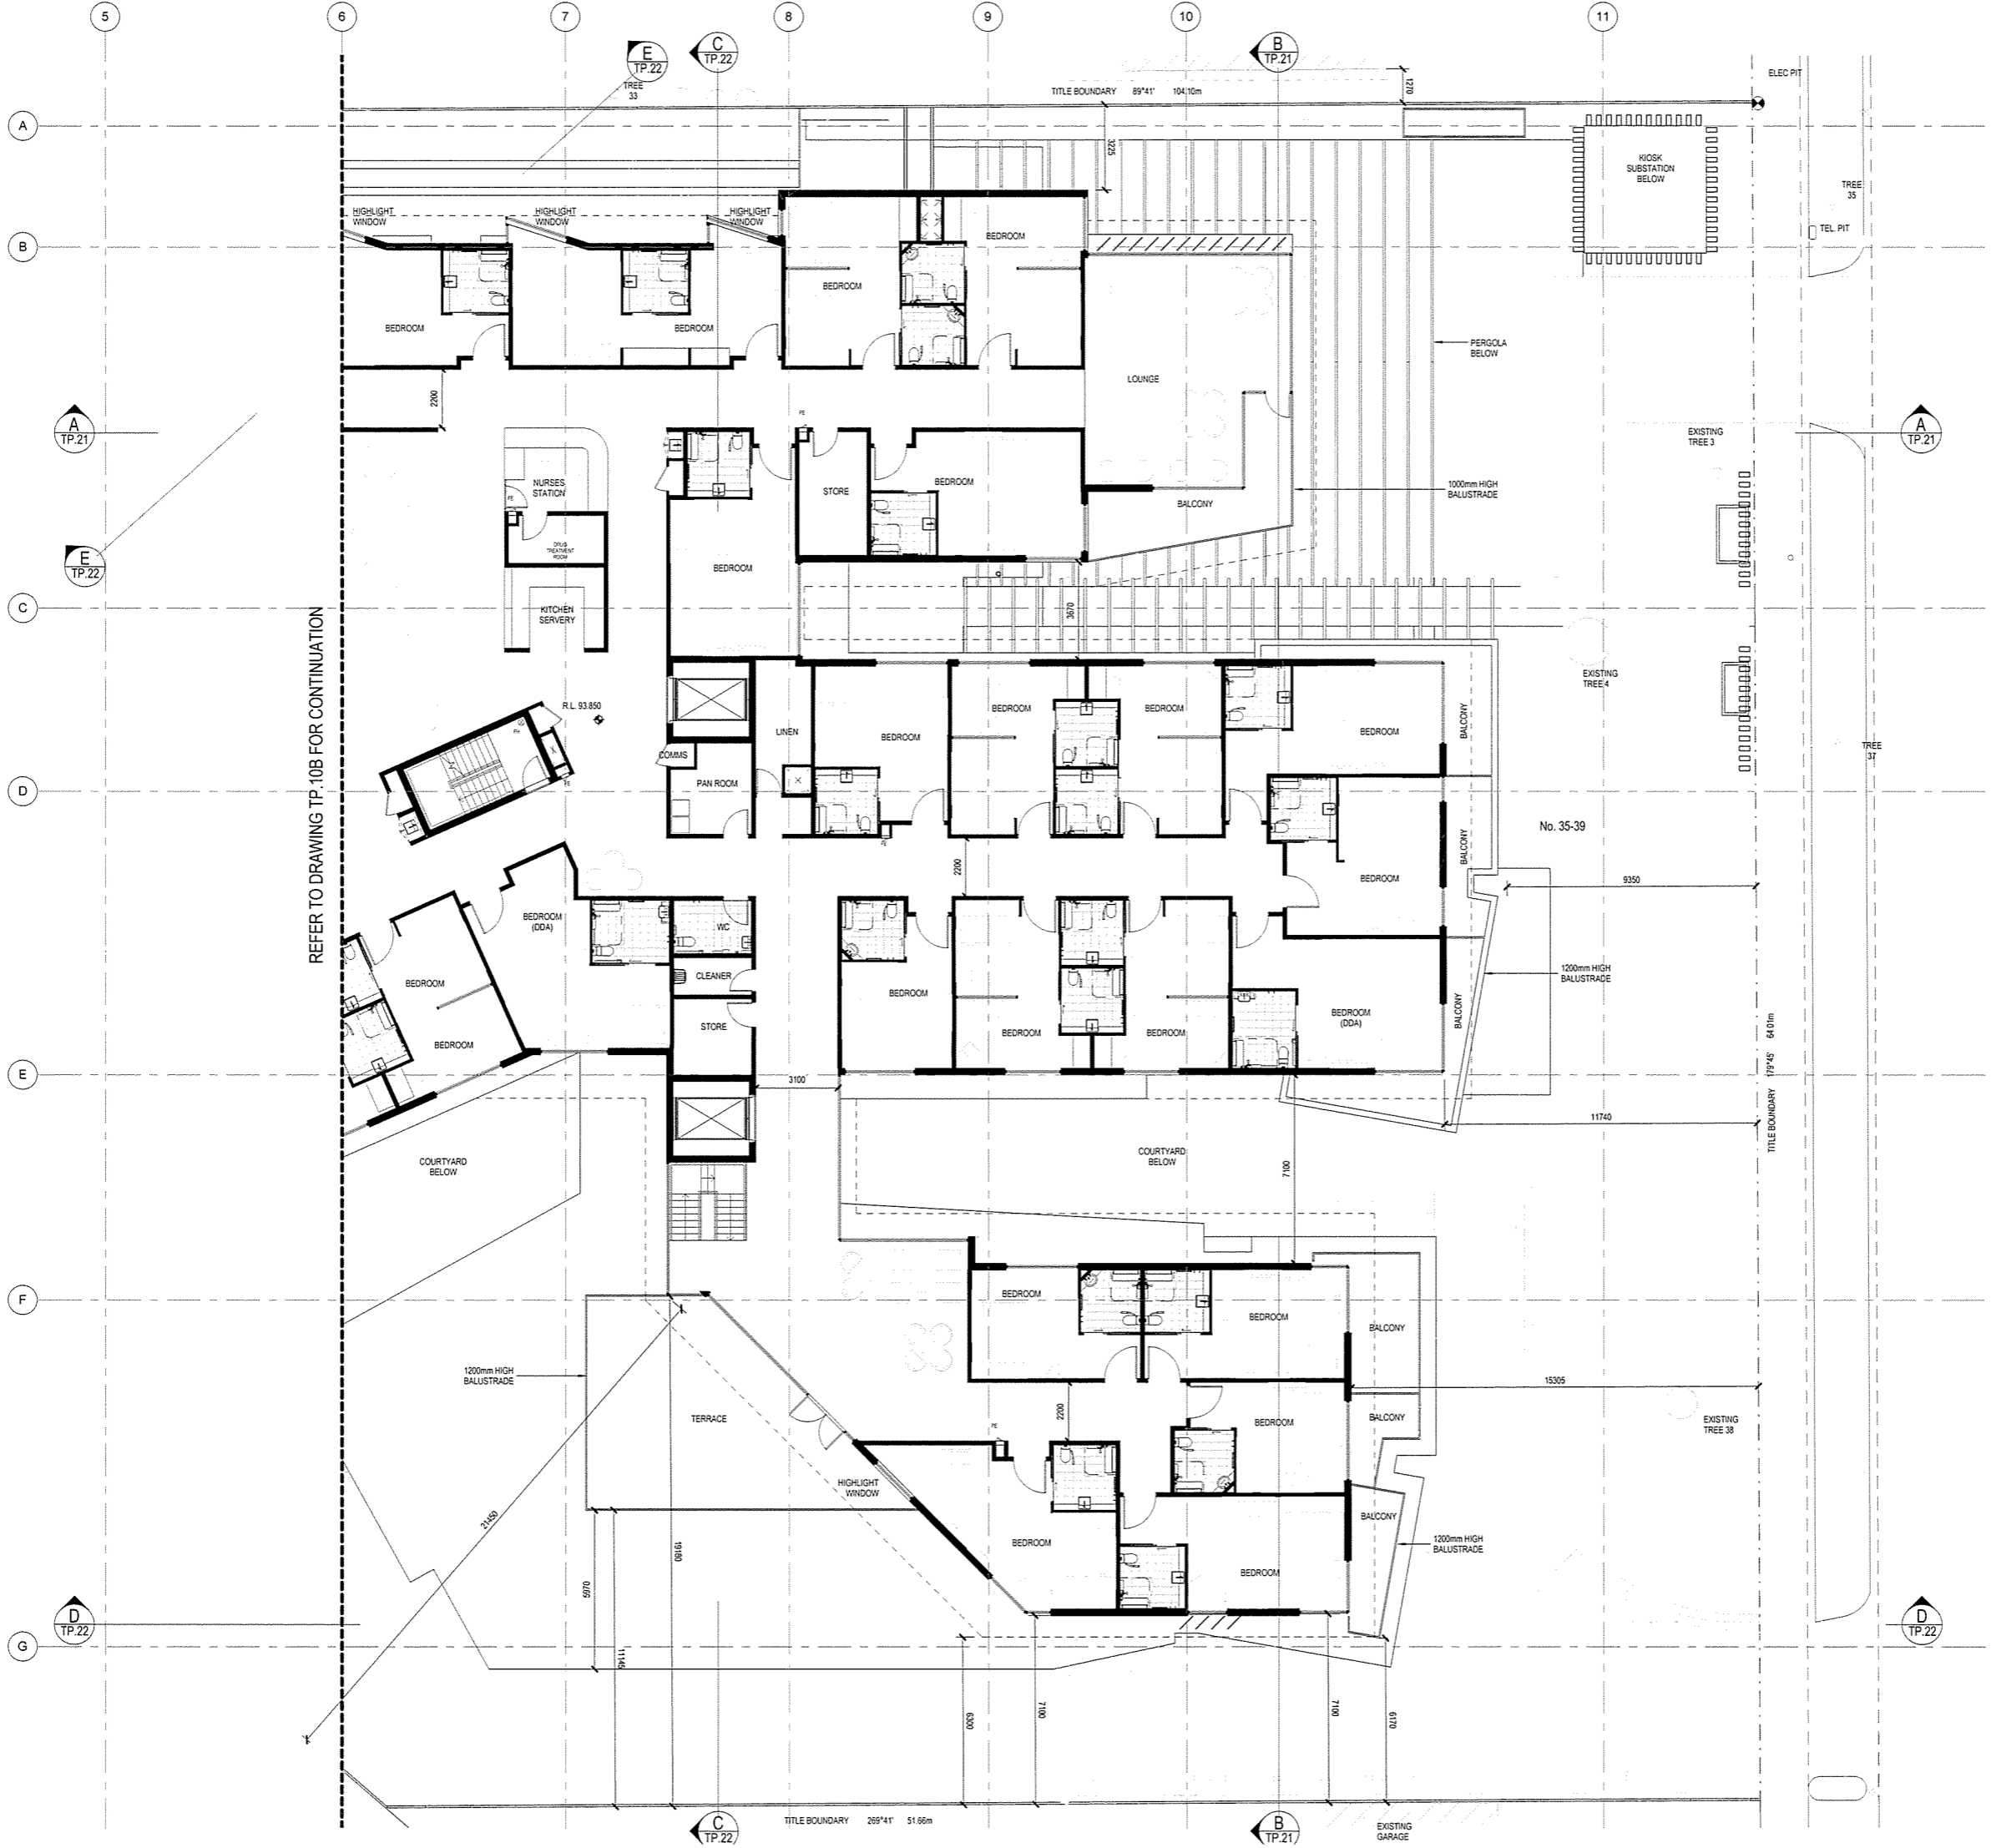 5
6
7
8
9
10
11
E
TP.22
C
TP.22
B
TP.21
TREE
33
TITLE BOUNDARY 89°41' 104.10m
1270
ELEC PIT
A
3225
KIOSK
SUBSTATION
BELOW
TREE
35
HIGHLIGHT
WINDOW
HIGHLIGHT
WINDOW
HIGHLIGHT
WINDOW
TEL. PIT
B
BEDROOM
BEDROOM
BEDROOM
BEDROOM
PERGOLA
BELOW
LOUNGE
2200
A
TP.21
A
TP.21
EXISTING
TREE 3
PE
NURSES
STATION
PE
STORE
BEDROOM
1000mm HIGH
BALUSTRADE
BALCONY
DRUG
TREATMENT
ROOM
E
TP.22
BEDROOM
C
KITCHEN
SERVERY
3670
REFER TO DRAWING TP.10B FOR CONTINUATION
EXISTING
TREE 4
R.L. 93.850
BEDROOM
BEDROOM
BALCONY
LINEN
BEDROOM
BEDROOM
COMMS
TREE
37
PAN ROOM
D
PE
No. 35-39
BALCONY
PE
2200
BEDROOM
9350
BEDROOM
(DDA)
WC
BEDROOM
CLEANER
1200mm HIGH
BALUSTRADE
BEDROOM
BALCONY
BEDROOM
(DDA)
STORE
BEDROOM
BEDROOM
BEDROOM
TITLE BOUNDARY 179°45' 64.01m
E
3100
11740
COURTYARD
BELOW
COURTYARD
BELOW
7100
F
BEDROOM
BEDROOM
BALCONY
1200mm HIGH
BALUSTRADE
15305
2200
TERRACE
BEDROOM
BALCONY
EXISTING
TREE 38
PE
HIGHLIGHT
WINDOW
21450
19180
BALCONY
BEDROOM
1200mm HIGH
BALUSTRADE
BEDROOM
5970
D
TP.22
D
TP.22
G
11145
6300
7100
7100
6170
C
TP.22
TITLE BOUNDARY 269°41' 51.66m
B
TP.21
EXISTING
GARAGE